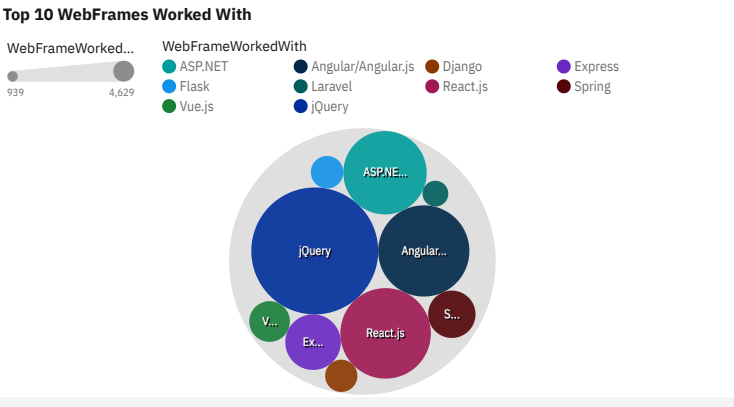 Top 10 WebFrames Worked With
WebFrameWorked...
939 4,629
WebFrameWorkedWith
ASP.NET Angular/Angular.js Django Express
Flask Laravel React.js Spring
Vue.js jQuery
ASP.NE...
jQuery Angular...
V... Ex... React.js S...